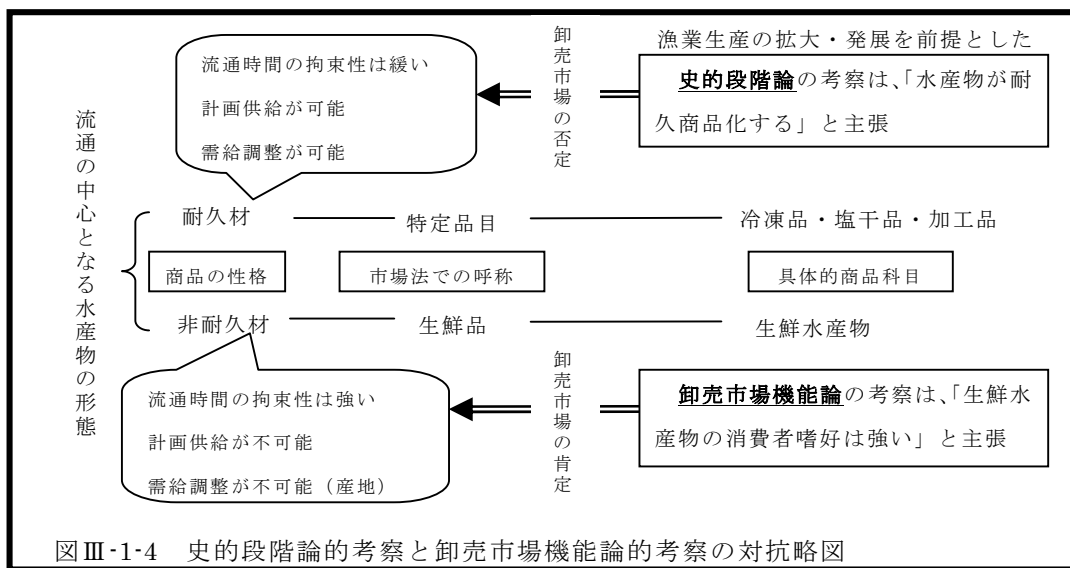 流通の中心となる水産物の形態
流通時間の拘束性は緩い
計画供給が可能
需給調整が可能
卸売市場の否定
漁業生産の拡大・発展を前提とした
史的段階論の考察は、「水産物が耐
久商品化する」と主張
耐久材
特定品目
冷凍品・塩干品・加工品
商品の性格
市場法での呼称
具体的商品科目
非耐久材
生鮮品
生鮮水産物
流通時間の拘束性は強い
計画供給が不可能
需給調整が不可能（産地）
卸売市場の肯定
卸売市場機能論の考察は、「生鮮水
産物の消費者嗜好は強い」と主張
図Ⅲ-1-4 史的段階論的考察と卸売市場機能論的考察の対抗略図